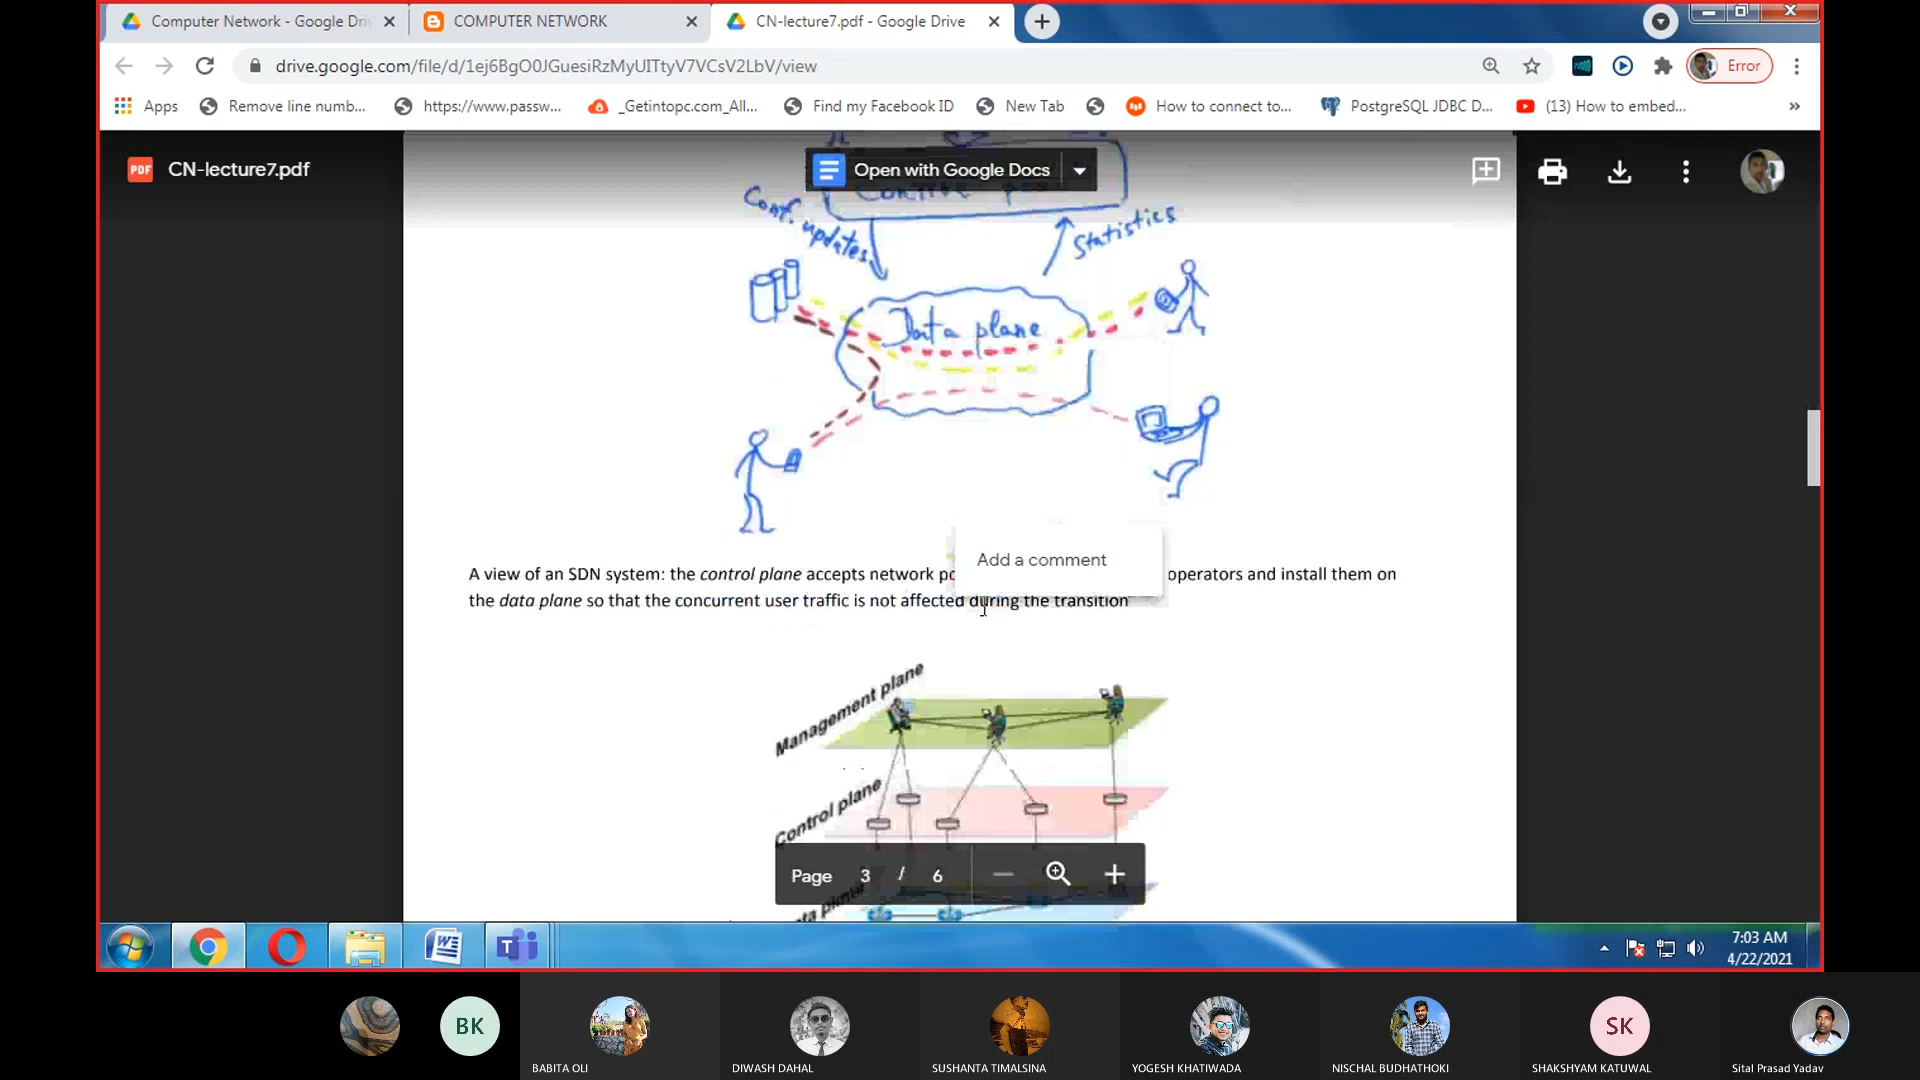 Computer Network - Google Dri
COMPUTER NETWORK
CN-lecture7.pdf - Google Drive
drive.google.com/file/d/1ej6BgO0JGuesiRzMyUITtyV7VCsV2LbV/view
Error
Apps
Remove line numb...
https://www.passw...
_Getintopc.com_All...
Find my Facebook ID
New Tab
How to connect to...
PostgreSQL JDBC D...
(13) How to embed...
»
PDF
CN-lecture7.pdf
Open with Google Docs
Conf. updates
Statistics
Data plane
Add a comment
A view of an SDN system: the control plane accepts network operators and install them on
the data plane so that the concurrent user traffic is not affected during the transition
Management plane
Control plane
Page 3 / 6
7:03 AM
4/22/2021
BK
SK
BABITA OLI
DIWASH DAHAL
SUSHANTA TIMALSINA
YOGESH KHATIWADA
NISCHAL BUDHATHOKI
SHAKSHYAM KATUWAL
Sital Prasad Yadav